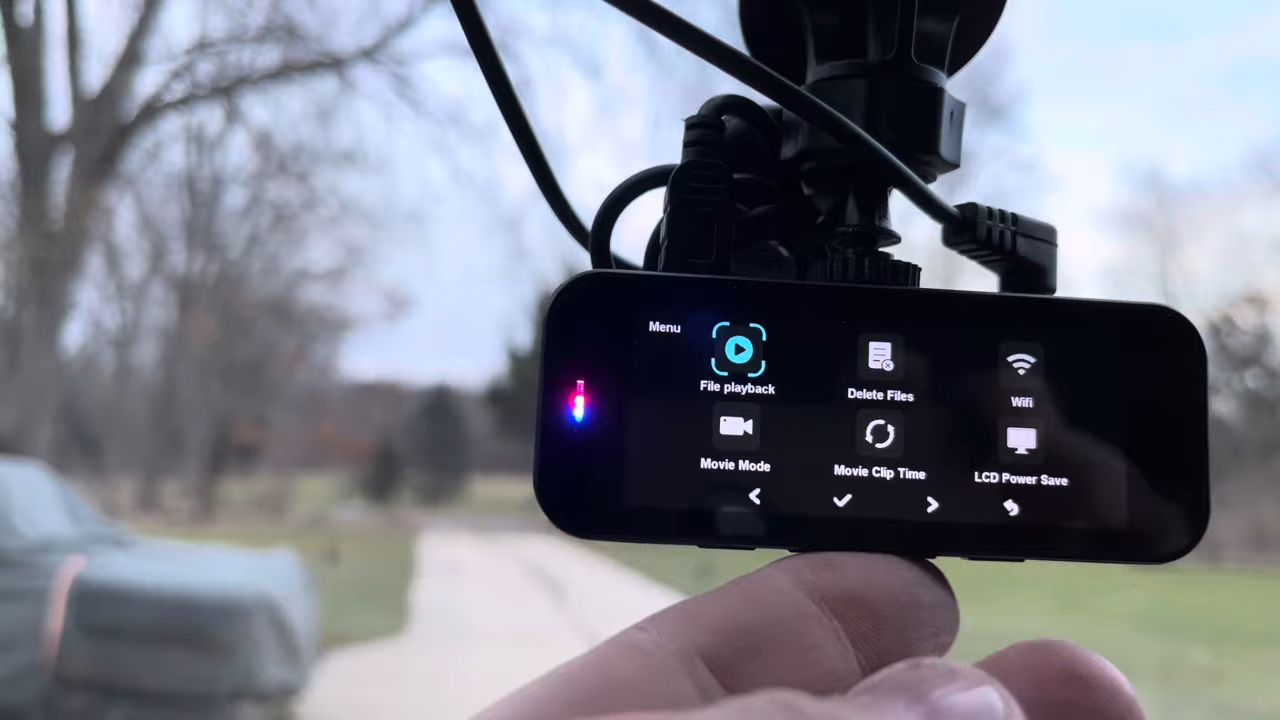 Menu
File playback
Delete Files
Wifi
Movie Mode
Movie Clip Time
LCD Power Save